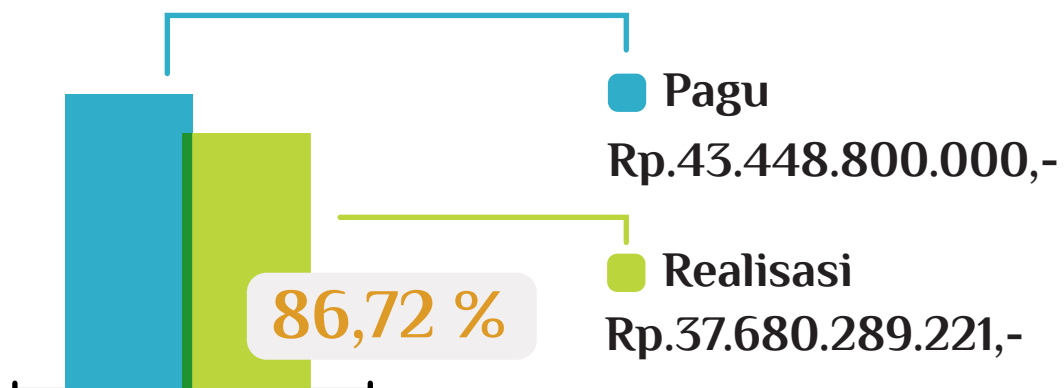 Pagu
Rp.43.448.800.000,-
Realisasi
Rp.37.680.289.221,-
86,72 %